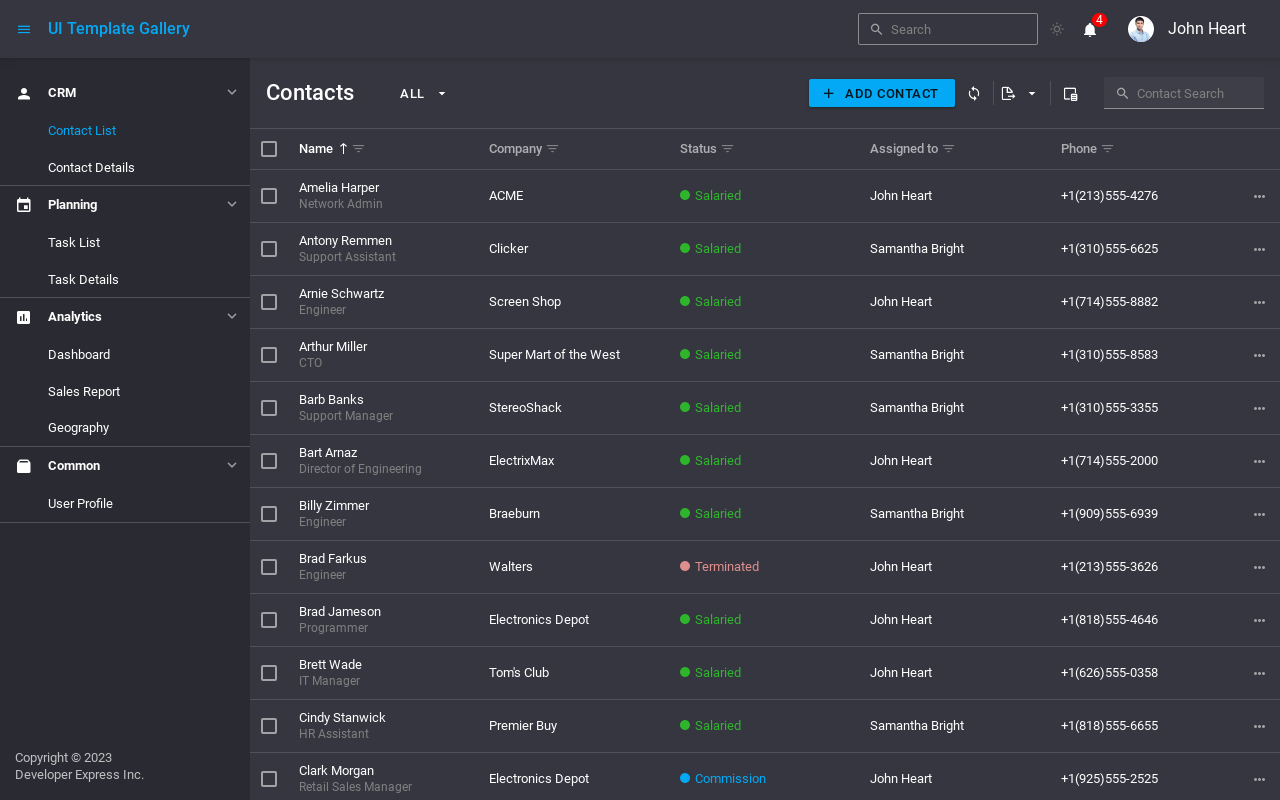 UI Template Gallery
Search
4
John Heart
CRM
Contact List
Contact Details
Planning
Task List
Task Details
Analytics
Dashboard
Sales Report
Geography
Common
User Profile
Copyright © 2023
Developer Express Inc.
Contacts
ALL
ADD CONTACT
Contact Search
Name Company Status Assigned to Phone
Amelia Harper
Network Admin
ACME Salaried John Heart +1(213)555-4276
Antony Remmen
Support Assistant
Clicker Salaried Samantha Bright +1(310)555-6625
Arnie Schwartz
Engineer
Screen Shop Salaried John Heart +1(714)555-8882
Arthur Miller
CTO
Super Mart of the West Salaried Samantha Bright +1(310)555-8583
Barb Banks
Support Manager
StereoShack Salaried Samantha Bright +1(310)555-3355
Bart Arnaz
Director of Engineering
ElectrixMax Salaried John Heart +1(714)555-2000
Billy Zimmer
Engineer
Braeburn Salaried Samantha Bright +1(909)555-6939
Brad Farkus
Engineer
Walters Terminated John Heart +1(213)555-3626
Brad Jameson
Programmer
Electronics Depot Salaried John Heart +1(818)555-4646
Brett Wade
IT Manager
Tom's Club Salaried John Heart +1(626)555-0358
Cindy Stanwick
HR Assistant
Premier Buy Salaried Samantha Bright +1(818)555-6655
Clark Morgan
Retail Sales Manager
Electronics Depot Commission John Heart +1(925)555-2525